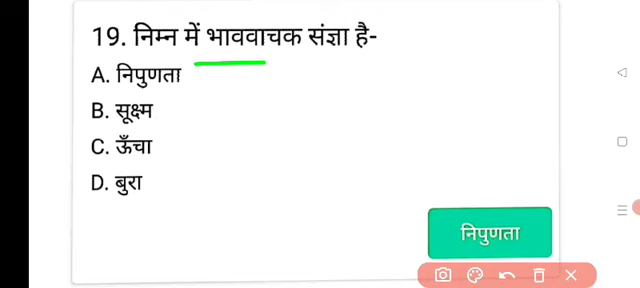 19. निम्न में भाववाचक संज्ञा है-
A. निपुणता
B. सूक्ष्म
C. ऊँचा
D. बुरा
निपुणता